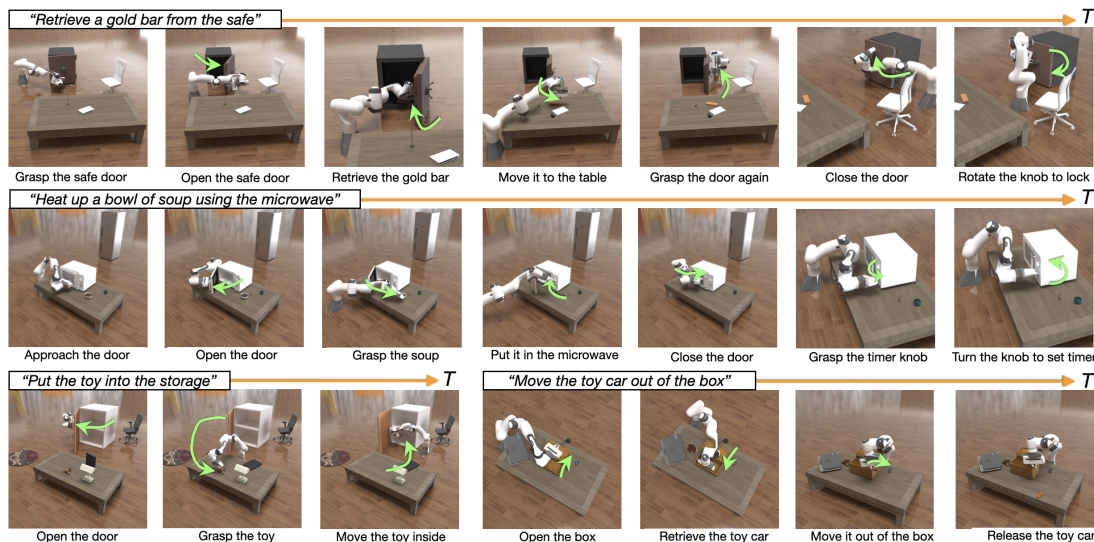 "Retrieve a gold bar from the safe"
T
Grasp the safe door
Open the safe door
Retrieve the gold bar
Move it to the table
Grasp the door again
Close the door
Rotate the knob to lock
"Heat up a bowl of soup using the microwave"
T
Approach the door
Open the door
Grasp the soup
Put it in the microwave
Close the door
Grasp the timer knob
Turn the knob to set timer
"Put the toy into the storage"
T
"Move the toy car out of the box"
T
Open the door
Grasp the toy
Move the toy inside
Open the box
Retrieve the toy car
Move it out of the box
Release the toy car